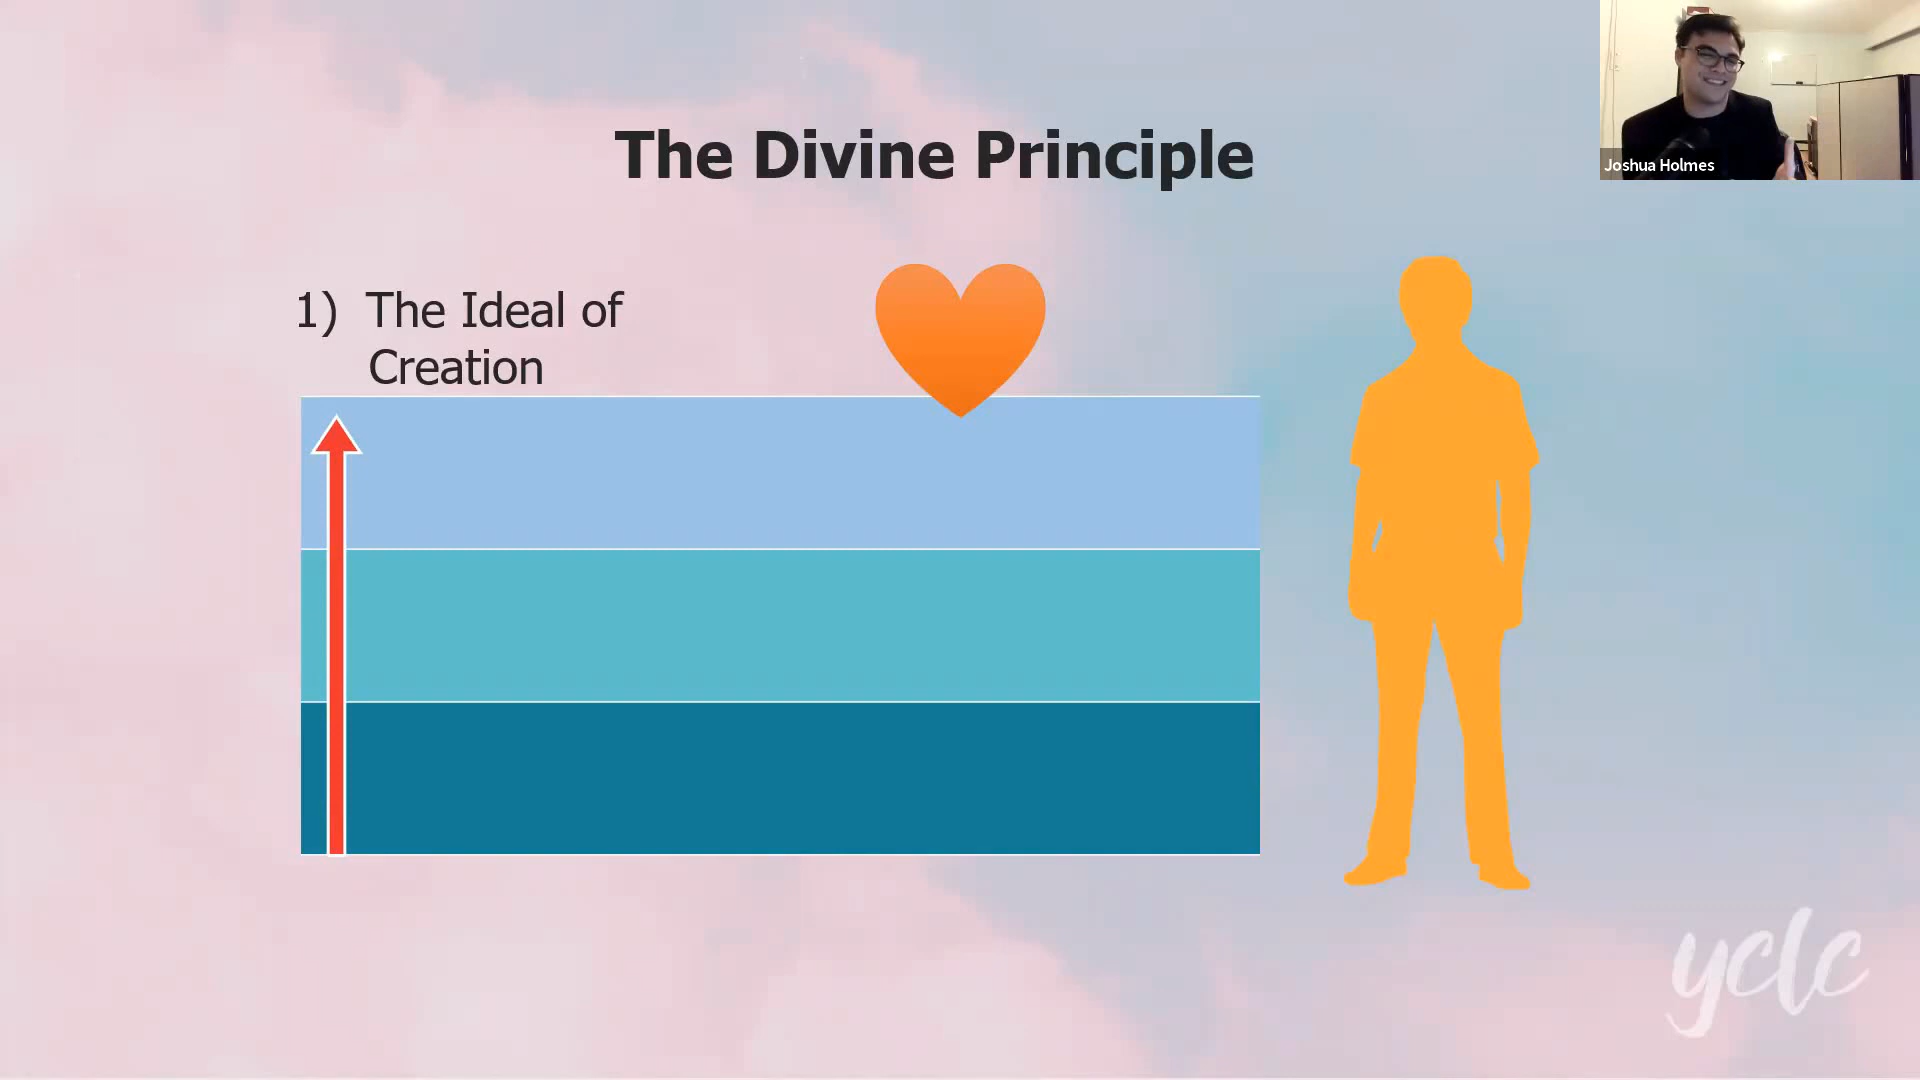 The Divine Principle
Joshua Holmes
1) The Ideal of
Creation
yclc